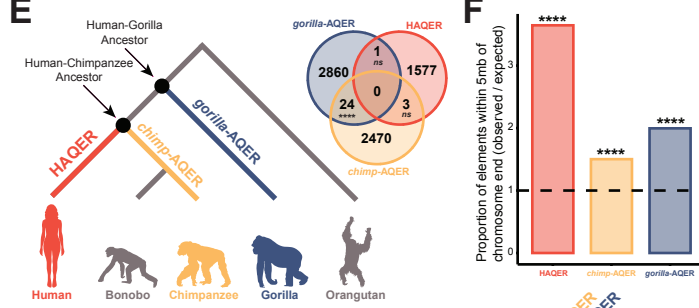 E
Human-Gorilla
Ancestor
Human-Chimpanzee
Ancestor
HAQER
chimp-AQER
gorilla-AQER
Human
Bonobo
Chimpanzee
Gorilla
Orangutan
gorilla-AQER
HAQER
2860
1
ns
1577
0
24
****
3
ns
2470
chimp-AQER
F
Proportion of elements within 5mb of
chromosome end (observed / expected)
3
2
1
0
****
****
****
HAQER
chimp-AQER
gorilla-AQER